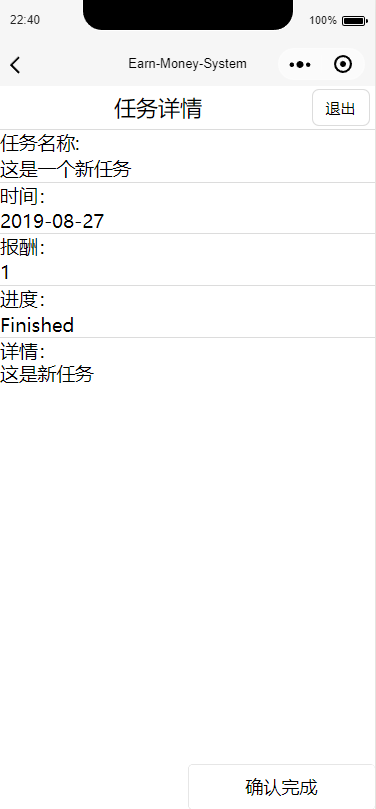 22:40
100%
Earn-Money-System
任务详情
退出
任务名称:
这是一个新任务
时间：
2019-08-27
报酬：
1
进度：
Finished
详情：
这是新任务
确认完成